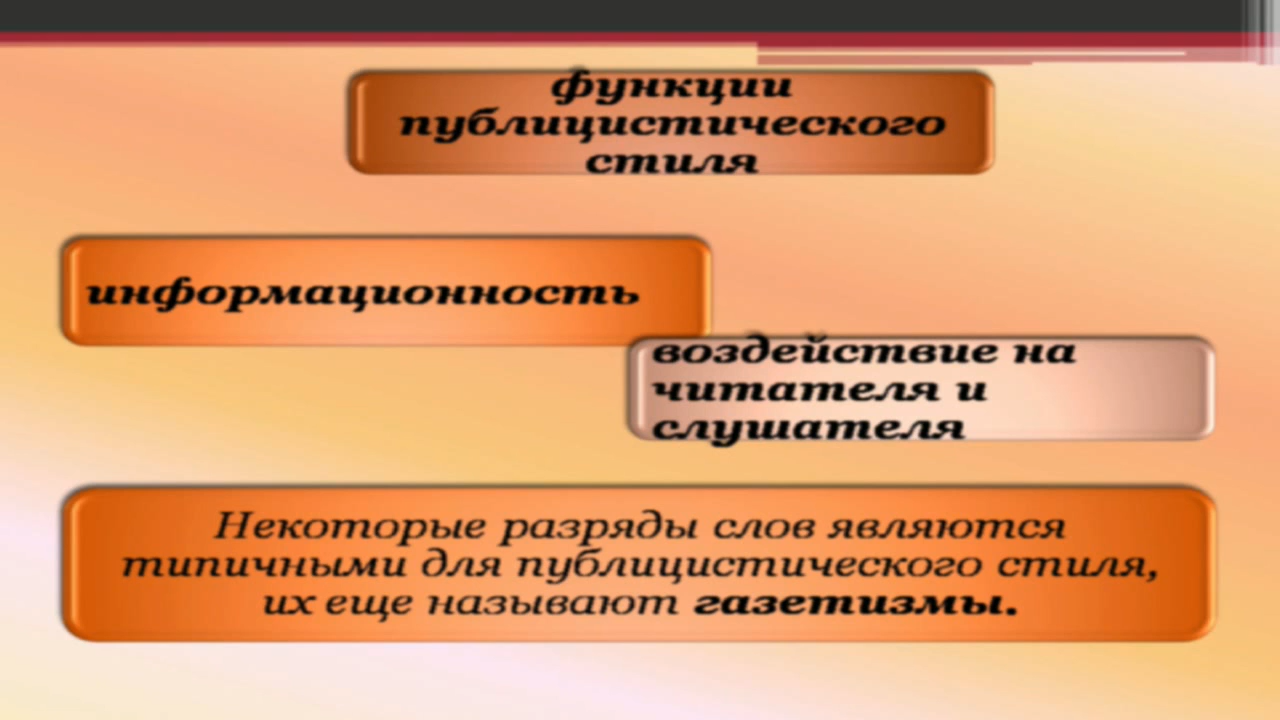 функции
публицистического
стиля
информационность
воздействие на
читателя и
слушателя
Некоторые разряды слов являются
типичными для публицистического стиля,
их еще называют газетизмы.